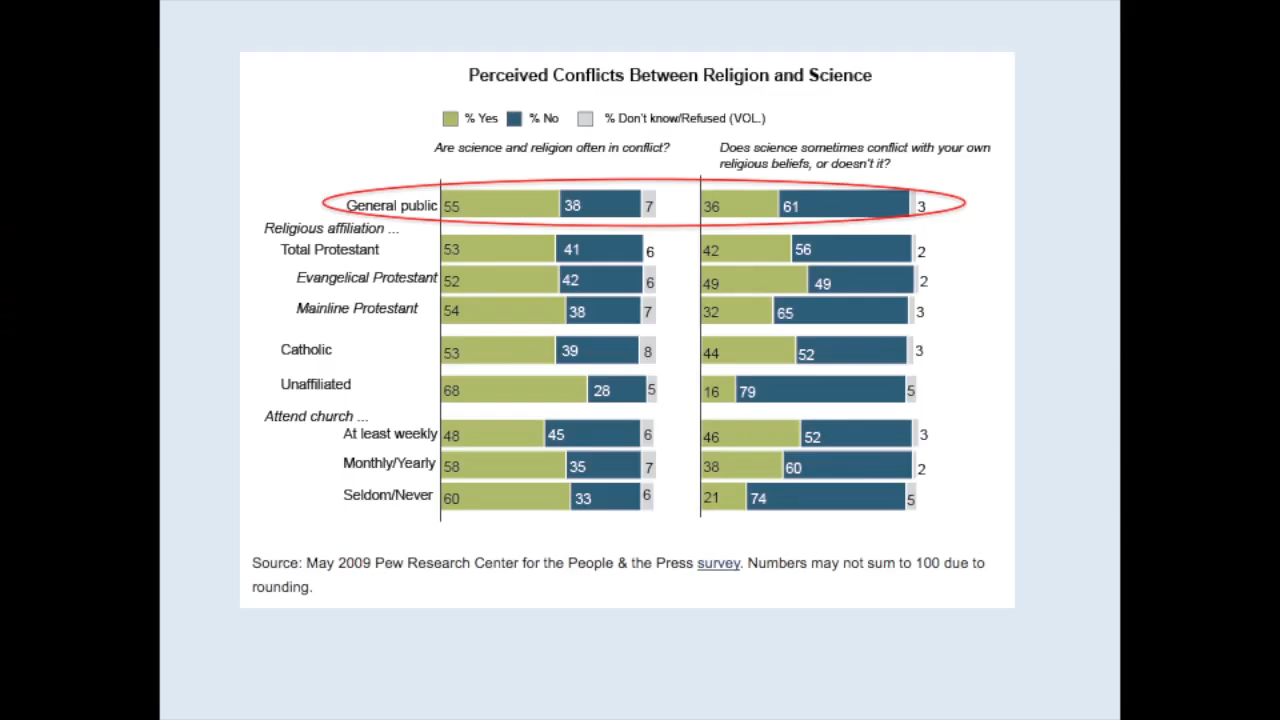 Perceived Conflicts Between Religion and Science
% Yes % No % Don't know/Refused (VOL.)
Are science and religion often in conflict?
Does science sometimes conflict with your own
religious beliefs, or doesn't it?
General public 55 38 7 36 61 3
Religious affiliation ...
Total Protestant 53 41 6 42 56 2
Evangelical Protestant 52 42 6 49 49 2
Mainline Protestant 54 38 7 32 65 3
Catholic 53 39 8 44 52 3
Unaffiliated 68 28 5 16 79 5
Attend church ...
At least weekly 48 45 6 46 52 3
Monthly/Yearly 58 35 7 38 60 2
Seldom/Never 60 33 6 21 74 5
Source: May 2009 Pew Research Center for the People & the Press survey. Numbers may not sum to 100 due to
rounding.